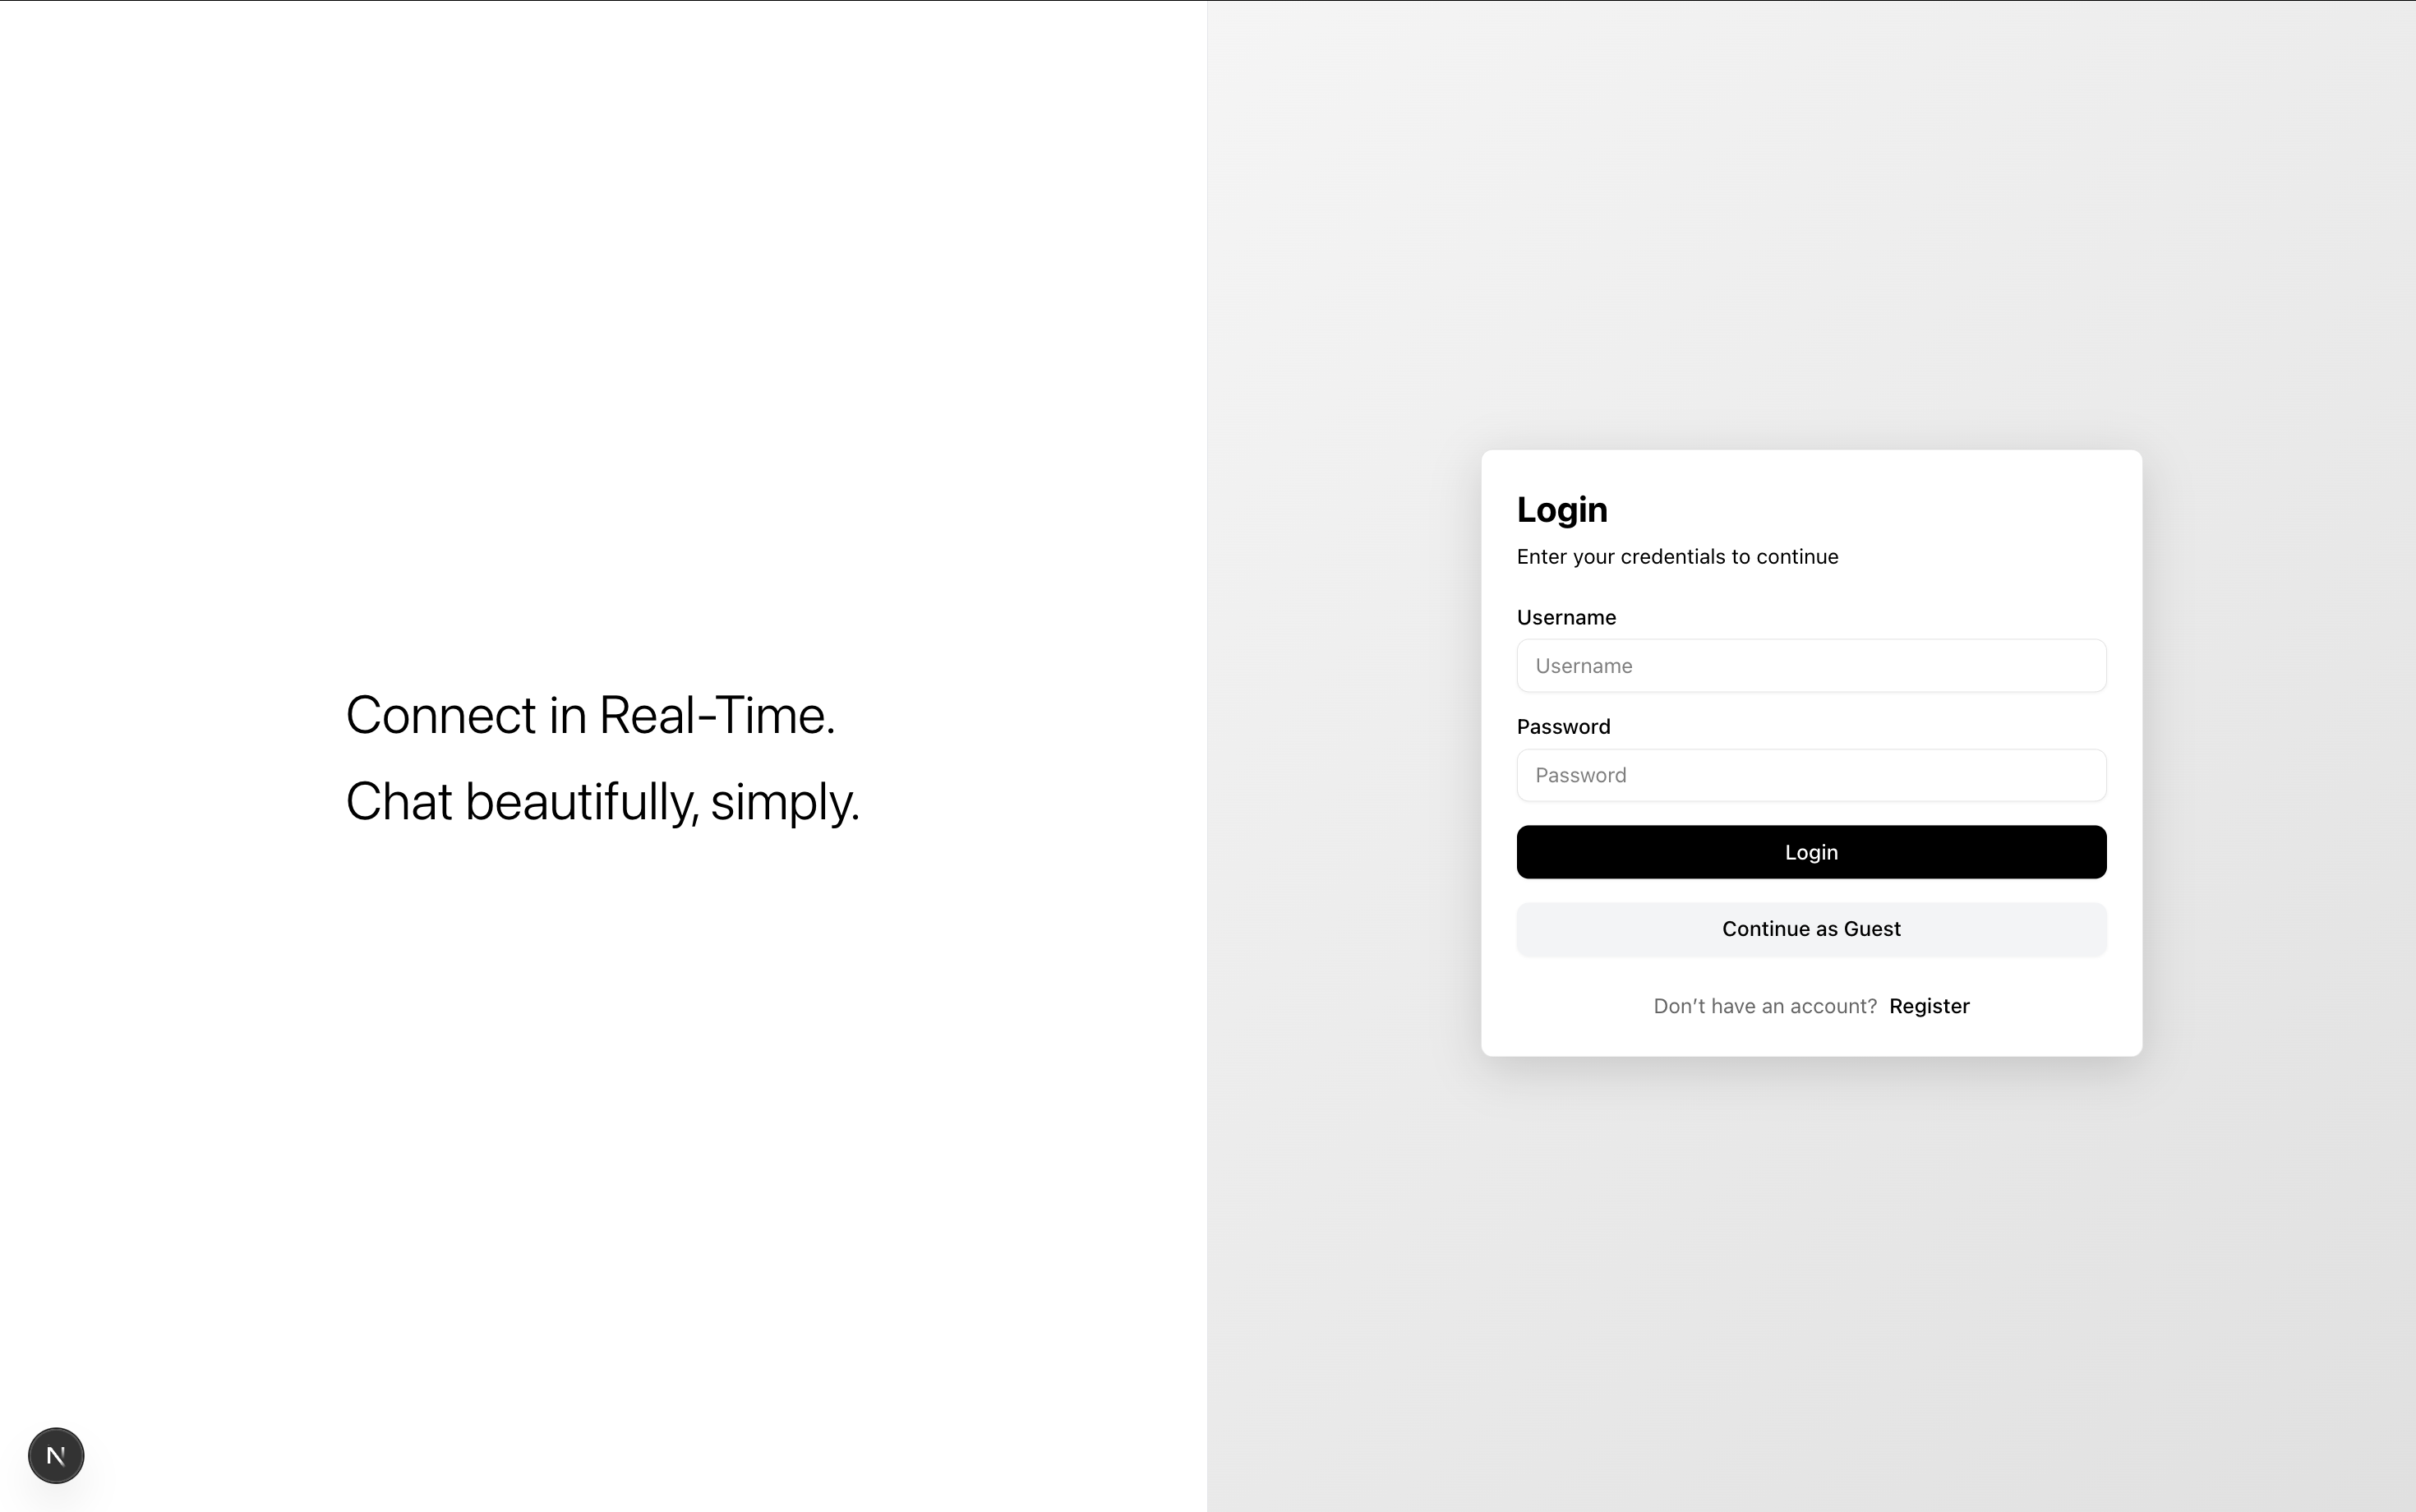 Connect in Real-Time.
Chat beautifully, simply.
Login
Enter your credentials to continue
Username
Username
Password
Password
Login
Continue as Guest
Don’t have an account? Register
N